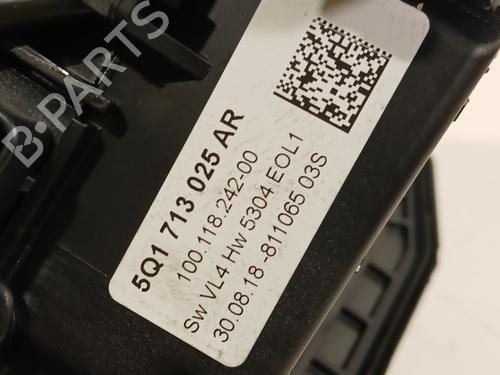 B-PARTS
5Q1 713 025 AR
100.118.242-00
Sw VL4 Hw 5304 EOL1
30.08.18-811065 03S